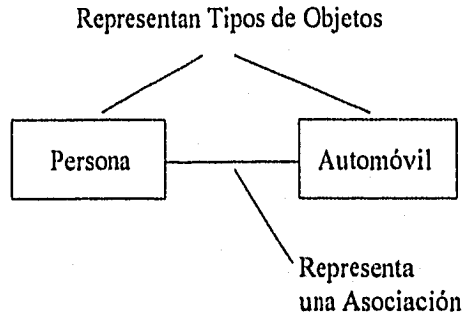 Representan Tipos de Objetos
Persona
Automóvil
Representa
una Asociación